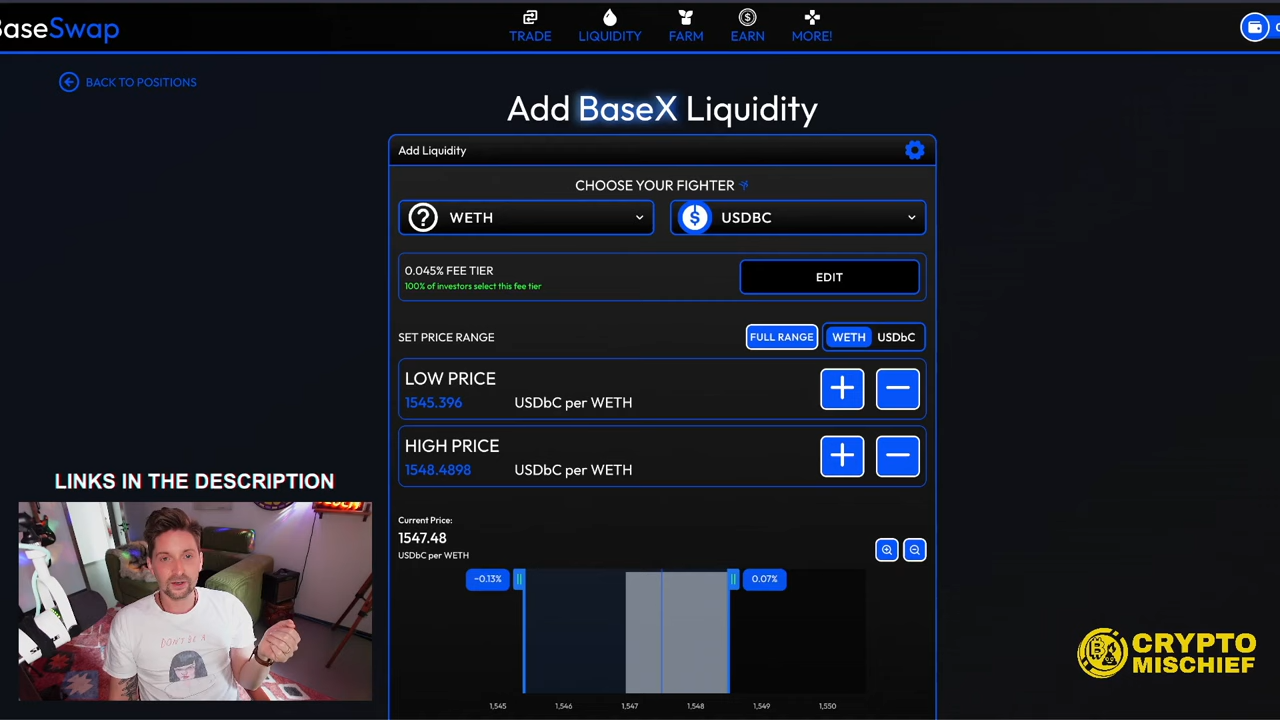 BaseSwap
TRADE
LIQUIDITY
FARM
EARN
MORE!
BACK TO POSITIONS
Add BaseX Liquidity
Add Liquidity
CHOOSE YOUR FIGHTER
WETH
USDBC
0.045% FEE TIER
100% of investors select this fee tier
EDIT
SET PRICE RANGE
FULL RANGE
WETH USDbC
LOW PRICE
1545.396 USDbC per WETH
HIGH PRICE
1548.4898 USDbC per WETH
Current Price:
1547.48
USDbC per WETH
-0.13%
0.07%
1,545 1,546 1,547 1,548 1,549 1,550
LINKS IN THE DESCRIPTION
DON'T BE A
CRYPTO
MISCHIEF